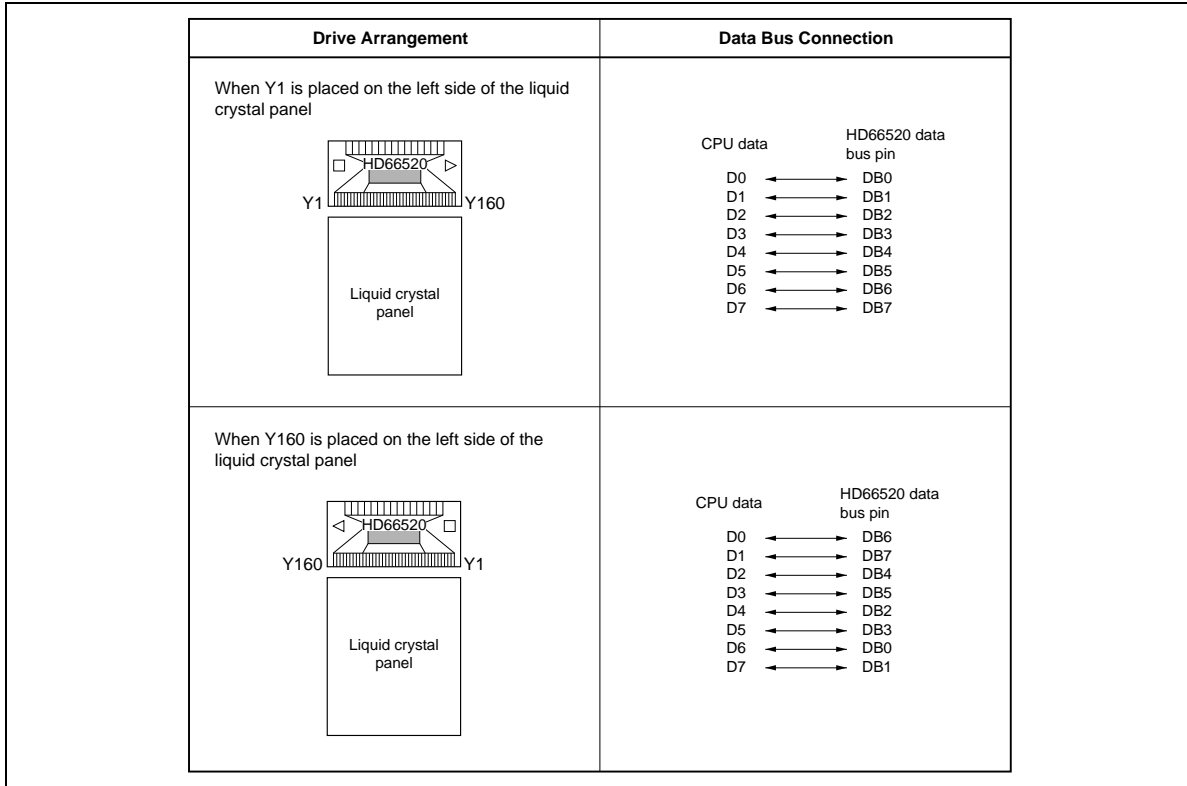 Drive Arrangement
Data Bus Connection
When Y1 is placed on the left side of the liquid
crystal panel
HD66520
Y1
Y160
Liquid crystal
panel
CPU data
HD66520 data
bus pin
D0 DB0
D1 DB1
D2 DB2
D3 DB3
D4 DB4
D5 DB5
D6 DB6
D7 DB7
When Y160 is placed on the left side of the
liquid crystal panel
HD66520
Y160
Y1
Liquid crystal
panel
CPU data
HD66520 data
bus pin
D0 DB6
D1 DB7
D2 DB4
D3 DB5
D4 DB2
D5 DB3
D6 DB0
D7 DB1